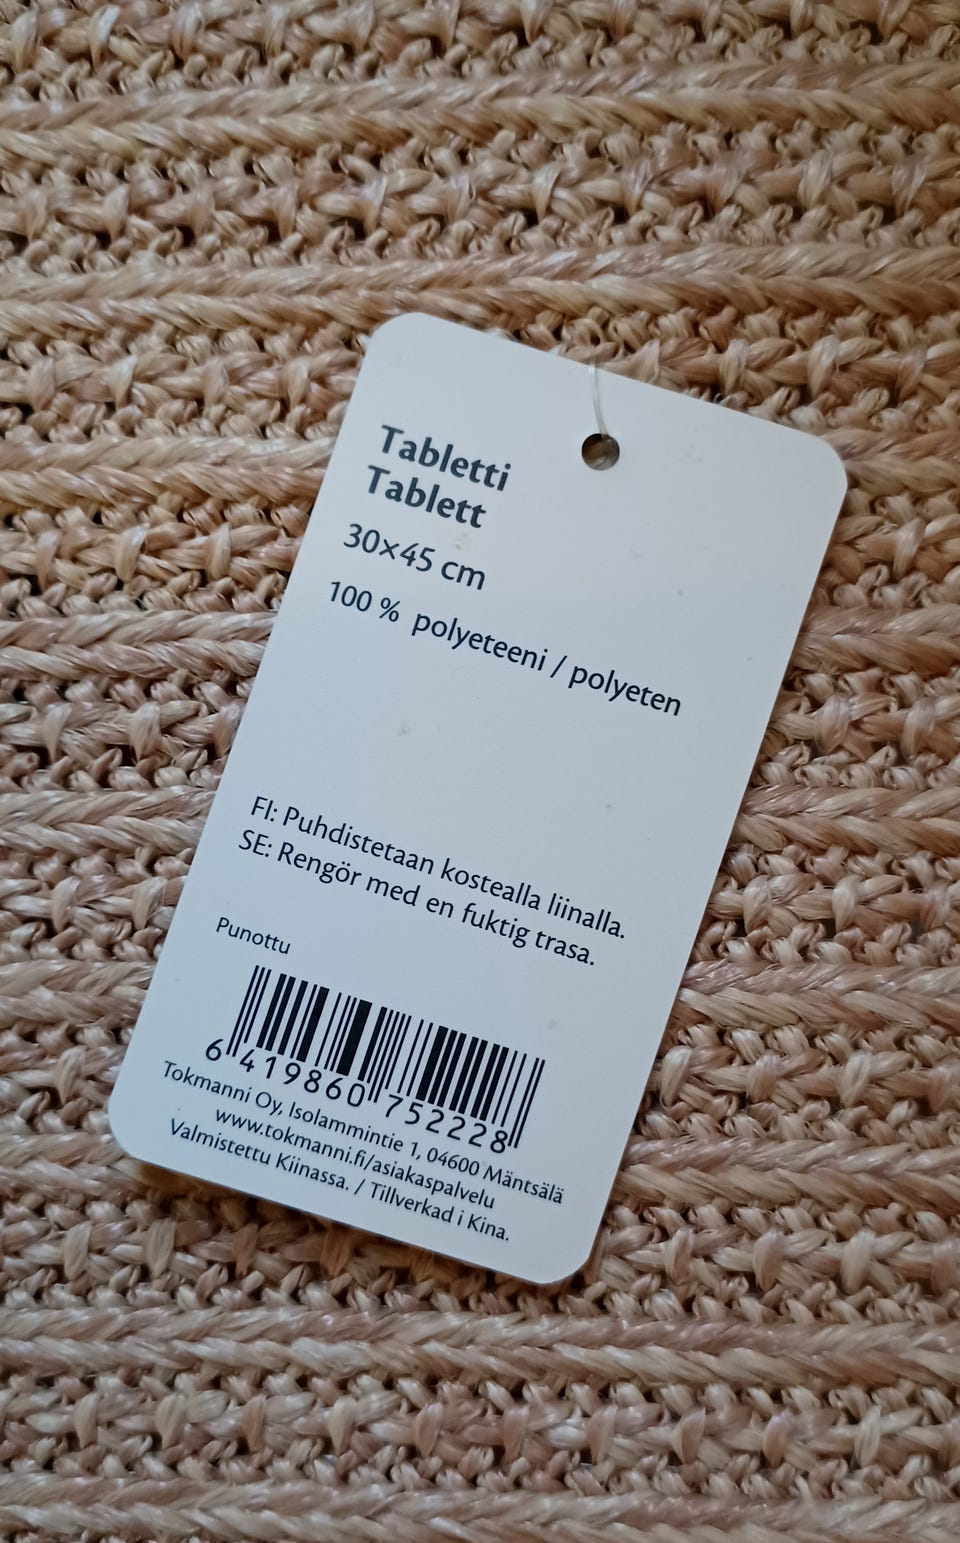 Tabletti
Tablett
30×45 cm
100 % polyeteeni / polyeten
FI: Puhdistetaan kostealla liinalla.
SE: Rengör med en fuktig trasa.
Punottu
6 419860 752228
Tokmanni Oy, Isolammintie 1, 04600 Mäntsälä
www.tokmanni.fi/asiakaspalvelu
Valmistettu Kiinassa. / Tillverkad i Kina.